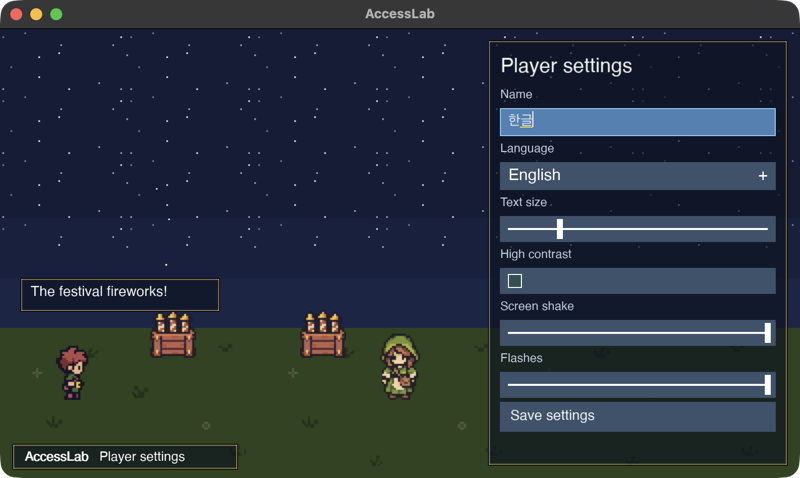 AccessLab
Player settings
Name
한글
Language
English +
Text size
High contrast
Screen shake
Flashes
Save settings
The festival fireworks!
AccessLab Player settings